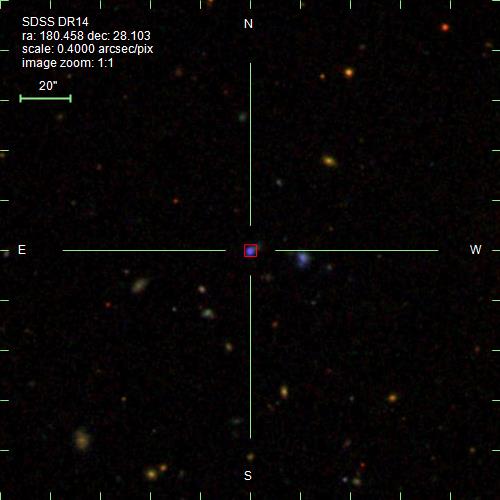 SDSS DR14
ra: 180.458 dec: 28.103
scale: 0.4000 arcsec/pix
image zoom: 1:1
20"
N
E
W
S